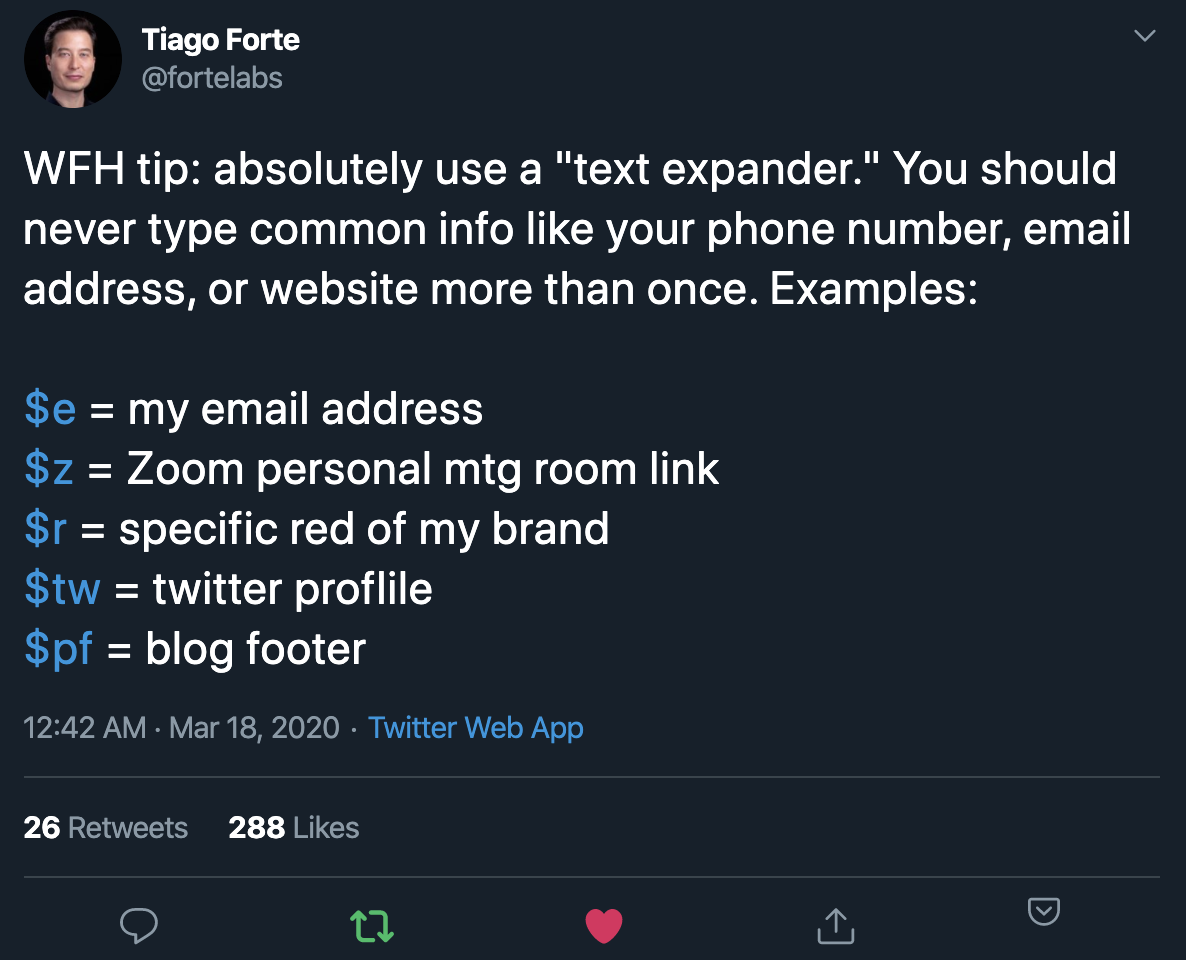 Tiago Forte
@fortelabs
WFH tip: absolutely use a "text expander." You should
never type common info like your phone number, email
address, or website more than once. Examples:
$e = my email address
$z = Zoom personal mtg room link
$r = specific red of my brand
$tw = twitter proflile
$pf = blog footer
12:42 AM · Mar 18, 2020 · Twitter Web App
26 Retweets 288 Likes